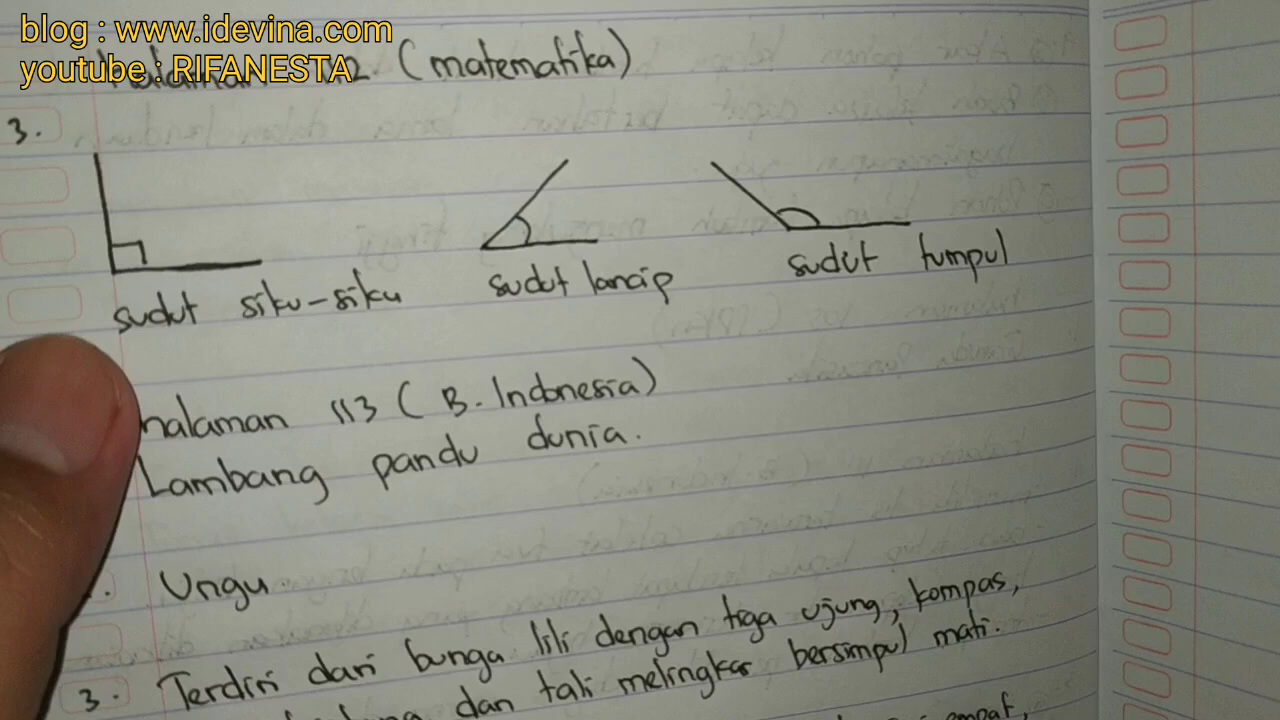 blog : www.idevina.com
youtube : RIFANESTA
(matematika)
3.
sudut siku-siku
sudut lancip
sudut tumpul
halaman 113 (B. Indonesia)
Lambang pandu dunia.
Ungu
3. Terdiri dari bunga lili dengan tiga ujung, kompas,
dan tali melingkar bersimpul mati.